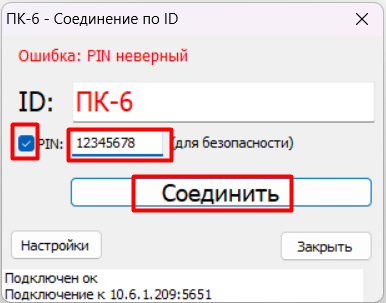 ПК-6 - Соединение по ID
Ошибка: PIN неверный
ID: ПК-6
PIN: 12345678 (для безопасности)
Соединить
Настройки Закрыть
Подключен ок
Подключение к 10.6.1.209:5651